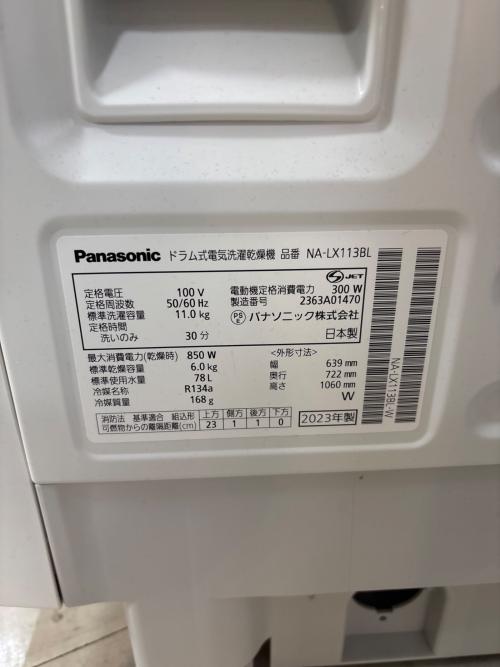 Panasonic ドラム式電気洗濯乾燥機 品番 NA-LX113BL
JET
定格電圧 100 V
定格周波数 50/60 Hz
標準洗濯容量 11.0 kg
定格時間
洗いのみ 30 分
電動機定格消費電力 300 W
製造番号 2363A01470
PS E パナソニック株式会社
日本製
最大消費電力(乾燥時) 850 W
標準乾燥容量 6.0 kg
標準使用水量 78 L
冷媒名称 R134a
冷媒質量 168 g
<外形寸法>
幅 639 mm
奥行 722 mm
高さ 1060 mm
W
消防法 基準適合 組込形
可燃物からの離隔距離(cm)
上方 側方 後方 下方
23 1 1 0
2023年製
NA-LX113BL-W